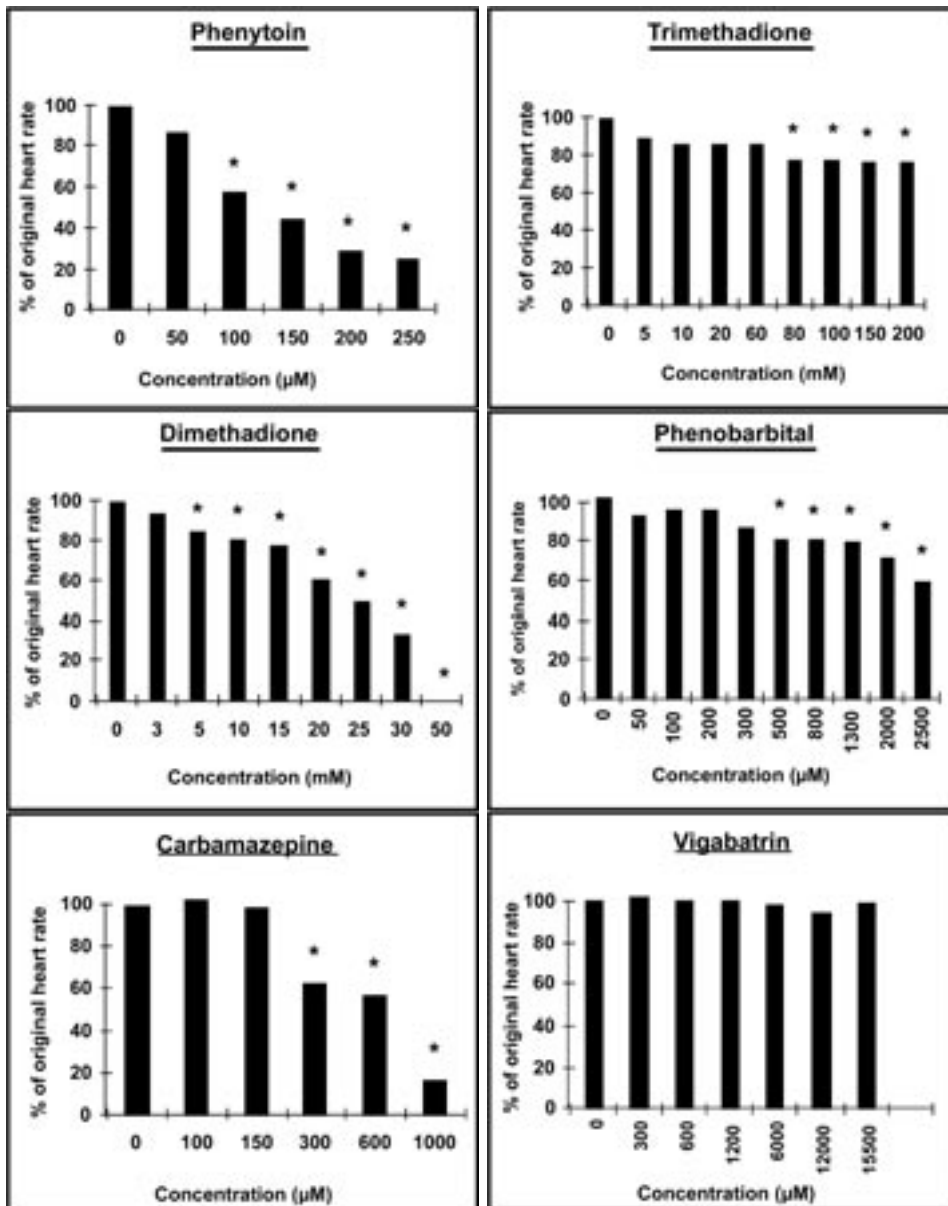 Phenytoin
% of original heart rate
100
80
60
40
20
0
* * * *
0 50 100 150 200 250
Concentration (µM)
Trimethadione
% of original heart rate
100
80
60
40
20
0
* * * *
0 5 10 20 60 80 100 150 200
Concentration (mM)
Dimethadione
% of original heart rate
100
80
60
40
20
0
* * * * * * *
0 3 5 10 15 20 25 30 50
Concentration (mM)
Phenobarbital
% of original heart rate
100
80
60
40
20
0
* * * * *
0 50 100 200 300 500 800 1300 2000 2500
Concentration (µM)
Carbamazepine
% of original heart rate
100
80
60
40
20
0
* * *
0 100 150 300 600 1000
Concentration (µM)
Vigabatrin
% of original heart rate
100
80
60
40
20
0
0 300 600 1200 6000 12000 15500
Concentration (µM)